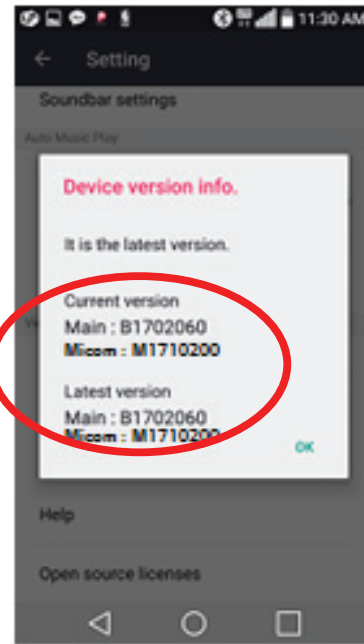 11:30 AM
Setting
Soundbar settings
Auto Music Play
Device version info.
It is the latest version.
Current version
Main : B1702060
Micom : M1710200
Latest version
Main : B1702060
Micom : M1710200
OK
Help
Open source licenses